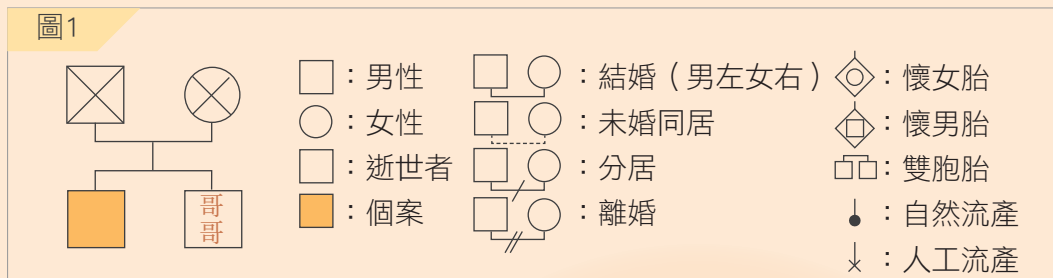 圖1
哥
哥
：男性
：女性
：逝世者
：個案
：結婚（男左女右）
：未婚同居
：分居
：離婚
：懷女胎
：懷男胎
：雙胞胎
：自然流產
：人工流產